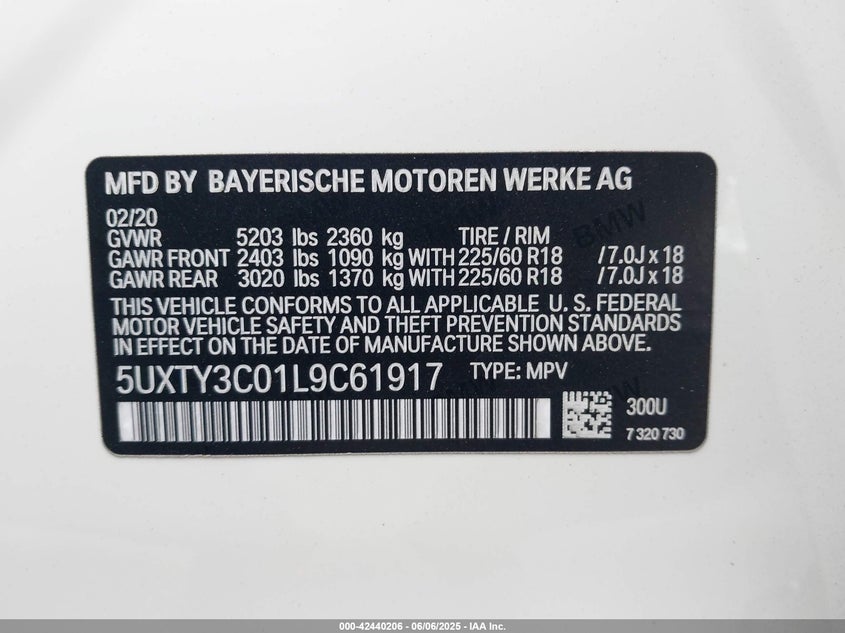 MFD BY BAYERISCHE MOTOREN WERKE AG
02/20
GVWR 5203 lbs 2360 kg TIRE / RIM
GAWR FRONT 2403 lbs 1090 kg WITH 225/60 R18 /7.0J x 18
GAWR REAR 3020 lbs 1370 kg WITH 225/60 R18 /7.0J x 18
THIS VEHICLE CONFORMS TO ALL APPLICABLE U. S. FEDERAL
MOTOR VEHICLE SAFETY AND THEFT PREVENTION STANDARDS
IN EFFECT ON THE DATE OF MANUFACTURE SHOWN ABOVE.
5UXTY3C01L9C61917 TYPE: MPV
300U
7 320 730
BMW
BMW
000-42440206 - 06/06/2025 - IAA Inc.